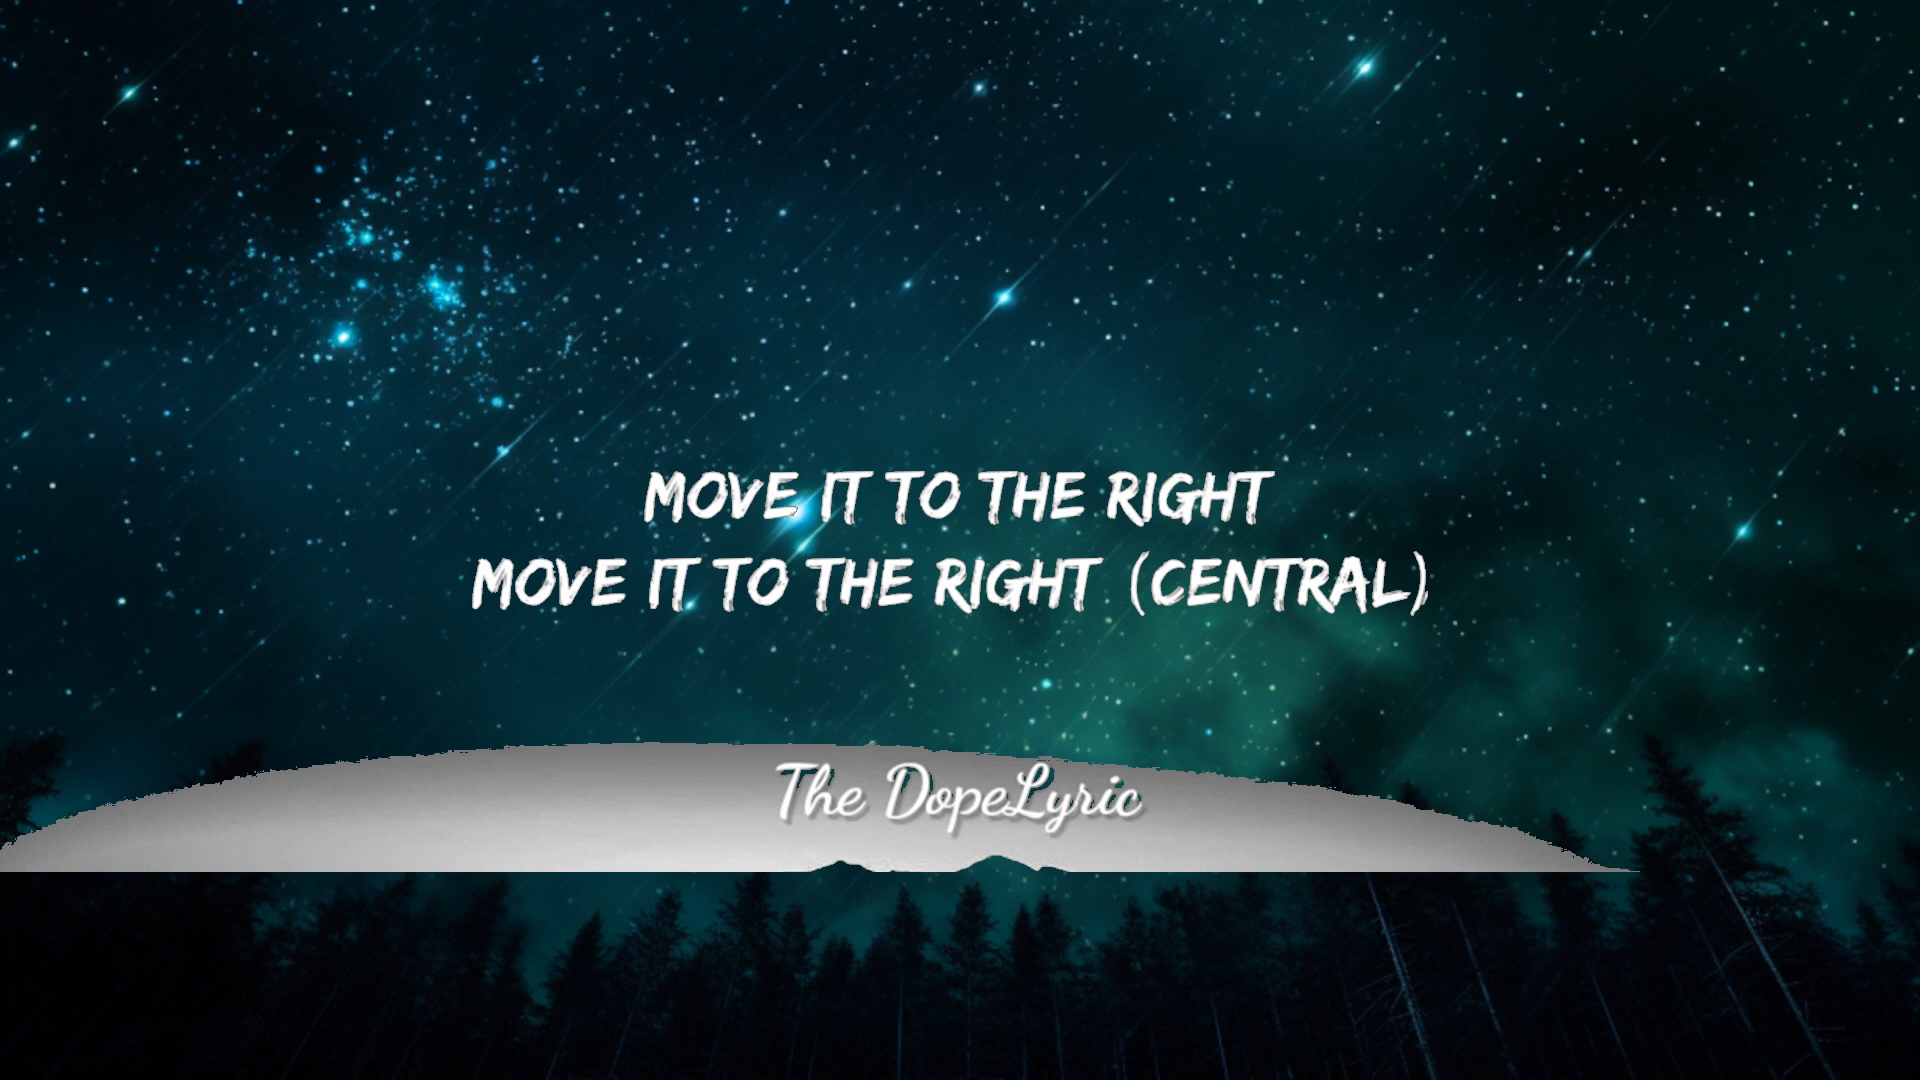 MOVE IT TO THE RIGHT
MOVE IT TO THE RIGHT (CENTRAL)
The DopeLyric